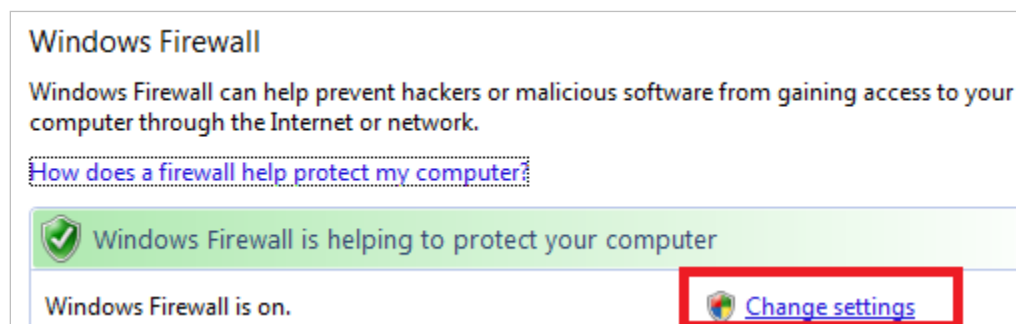 Windows Firewall
Windows Firewall can help prevent hackers or malicious software from gaining access to your
computer through the Internet or network.
How does a firewall help protect my computer?
Windows Firewall is helping to protect your computer
Windows Firewall is on.
Change settings